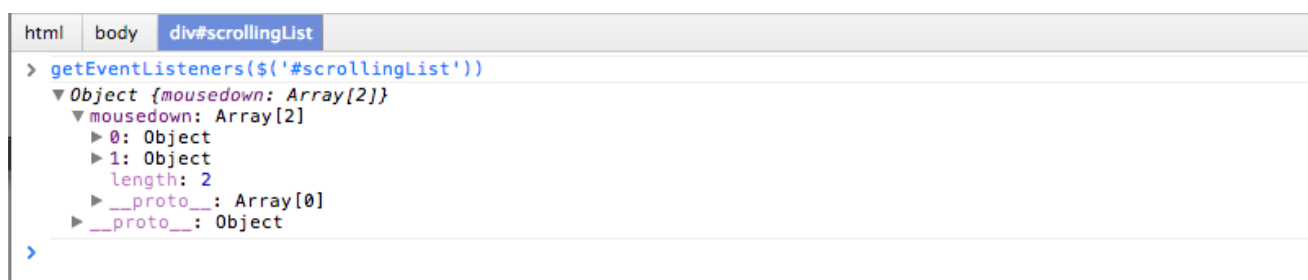 html body div#scrollingList
> getEventListeners($('#scrollingList'))
▼Object {mousedown: Array[2]}
▼mousedown: Array[2]
▶0: Object
▶1: Object
length: 2
▶__proto__: Array[0]
▶__proto__: Object
>